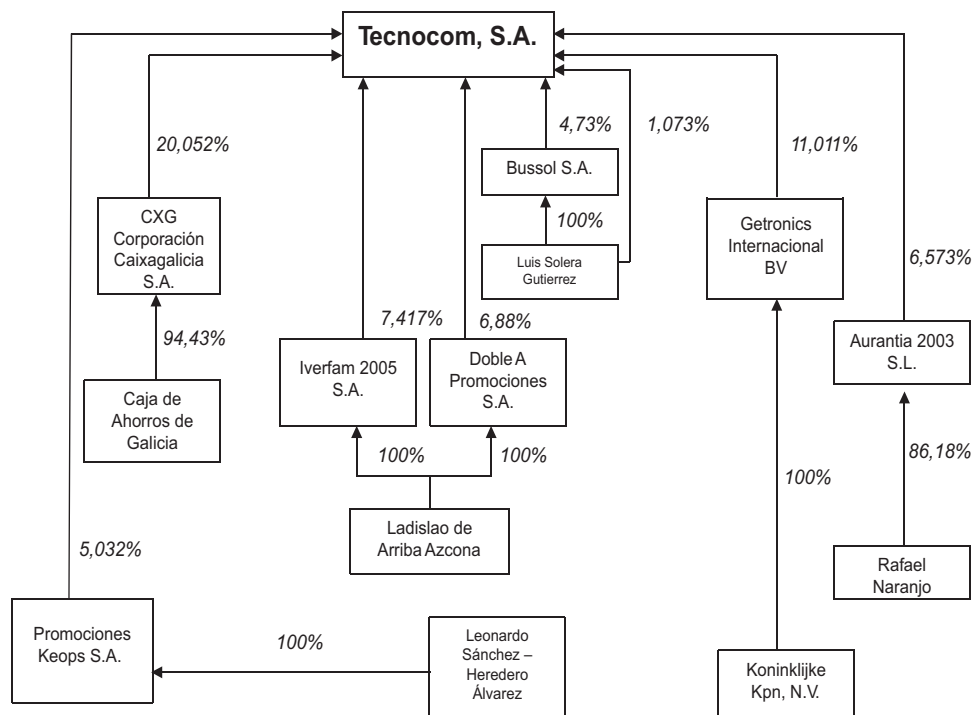 Tecnocom, S.A.
4,73%
1,073%
20,052%
11,011%
Bussol S.A.
CXG
Corporación
Caixagalicia
S.A.
100%
Getronics
Internacional
BV
Luis Solera
Gutierrez
6,573%
7,417%
6,88%
94,43%
Iverfam 2005
S.A.
Doble A
Promociones
S.A.
Aurantia 2003
S.L.
Caja de
Ahorros de
Galicia
100%
100%
86,18%
100%
Ladislao de
Arriba Azcona
5,032%
Rafael
Naranjo
Promociones
Keops S.A.
100%
Leonardo
Sánchez –
Heredero
Álvarez
Koninklijke
Kpn, N.V.